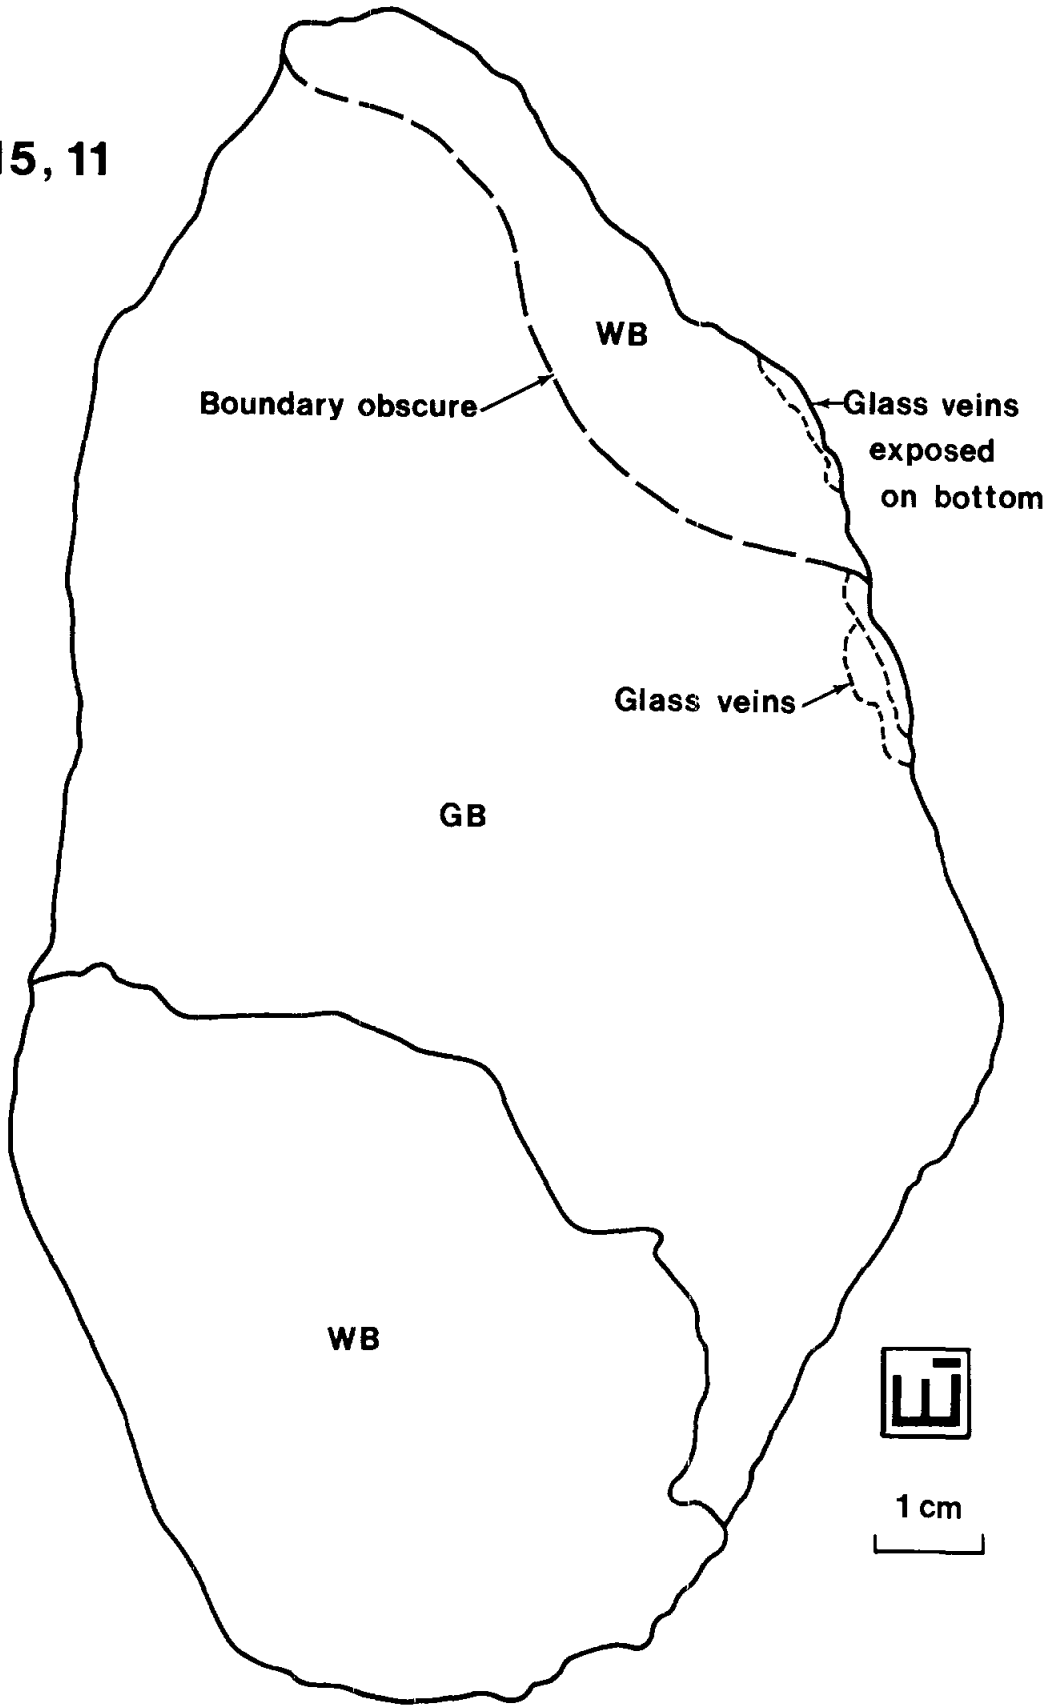 15, 11
WB
Boundary obscure
Glass veins
exposed
on bottom
Glass veins
GB
WB
1 cm